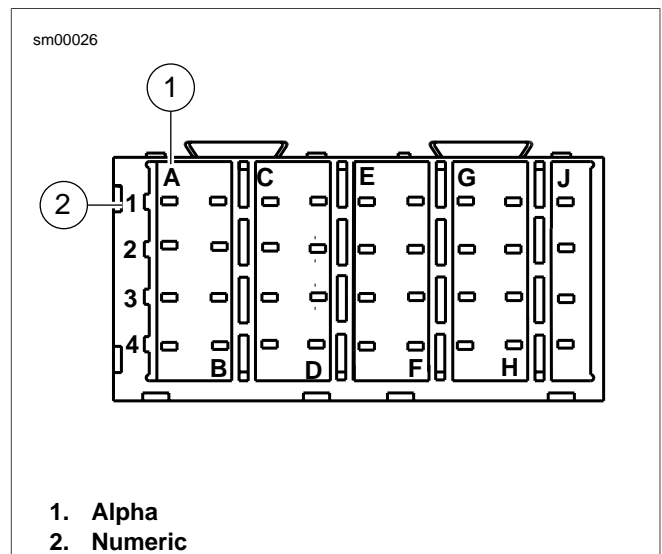 sm00026
1
A C E G J
2 1
2
3
4
B D F H
1. Alpha
2. Numeric